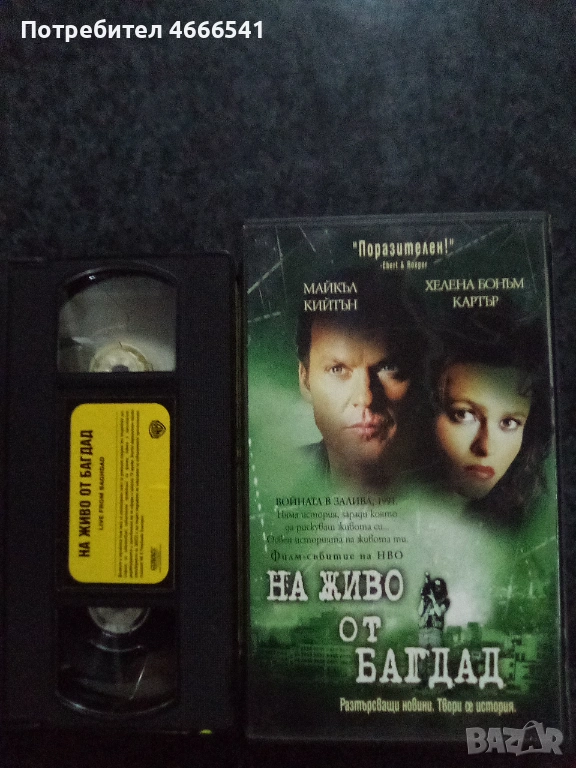 Потребител 4666541
"Поразителен!"
-Ebert & Roeper
МАЙКЪЛ
КИЙТЪН
ХЕЛЕНА БОНЪМ
КАРТЪР
ВОЙНАТА В ЗАЛИВА, 1991.
Няма история, заради която
да рискуваш живота си...
Освен историята на живота ти.
Филм-събитие на HBO
НА ЖИВО
ОТ
БАГДАД
Разтърсващи новини. Твори се история.
НА ЖИВО ОТ БАГДАД
LIVE FROM BAGHDAD
BAZAR